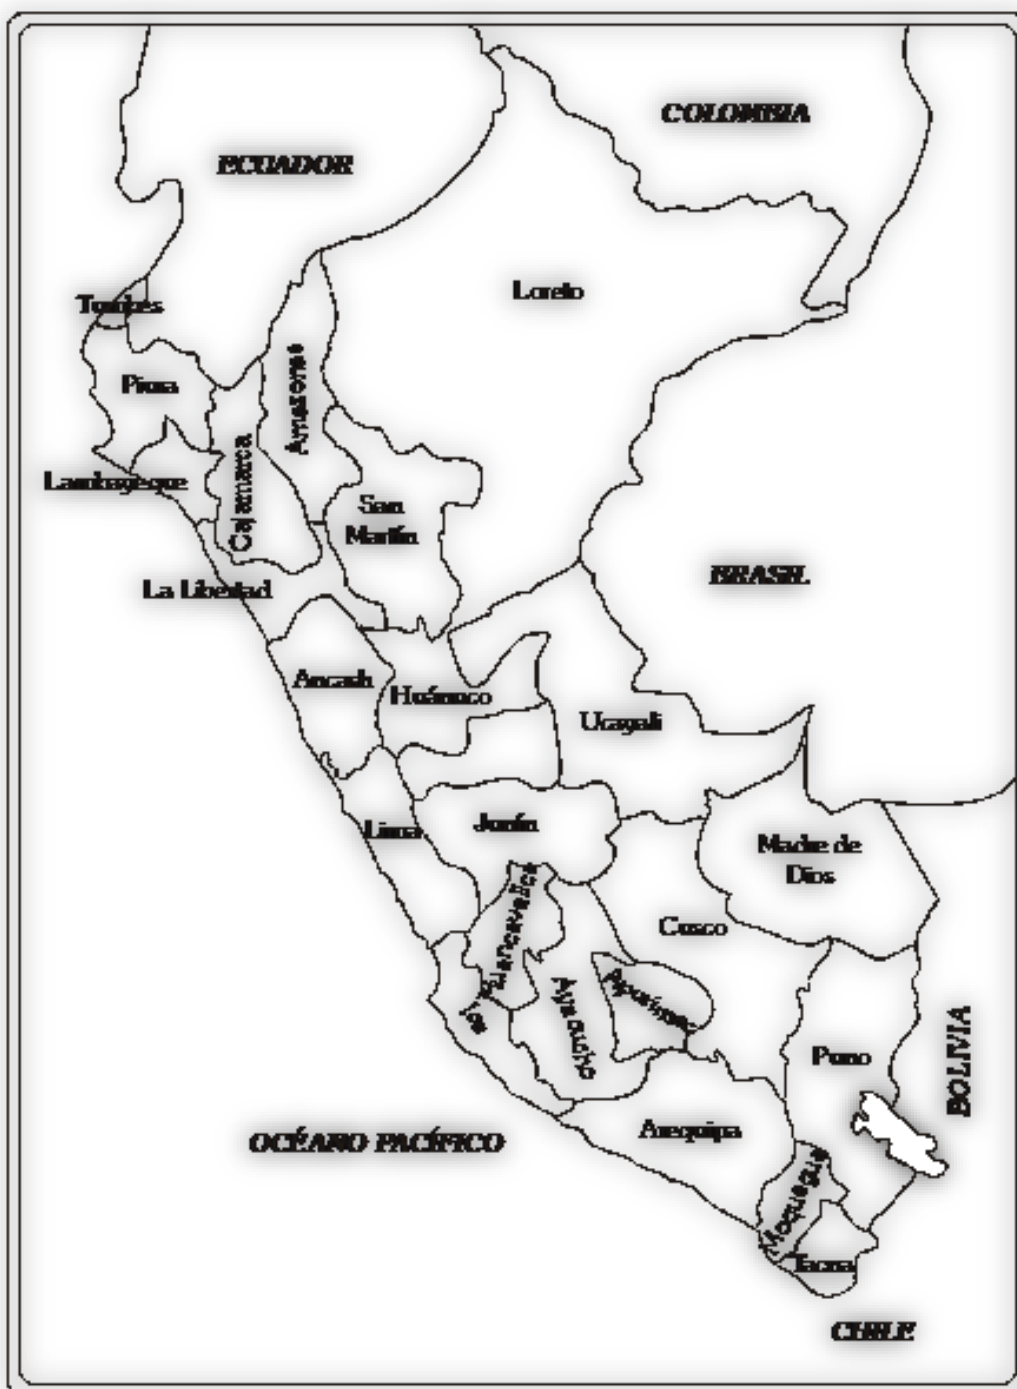 COLOMBIA
ECUADOR
Loreto
Tumbes
Piura
Amazonas
Cajamarca
Lambayeque
San
Martín
BRASIL
La Libertad
Ancash
Huánuco
Ucayali
Lima
Junín
Madre de
Dios
Huancavelica
Cusco
Ica
Ayacucho
Apurímac
Puno
BOLIVIA
Arequipa
OCÉANO PACÍFICO
Moquegua
Tacna
CHILE